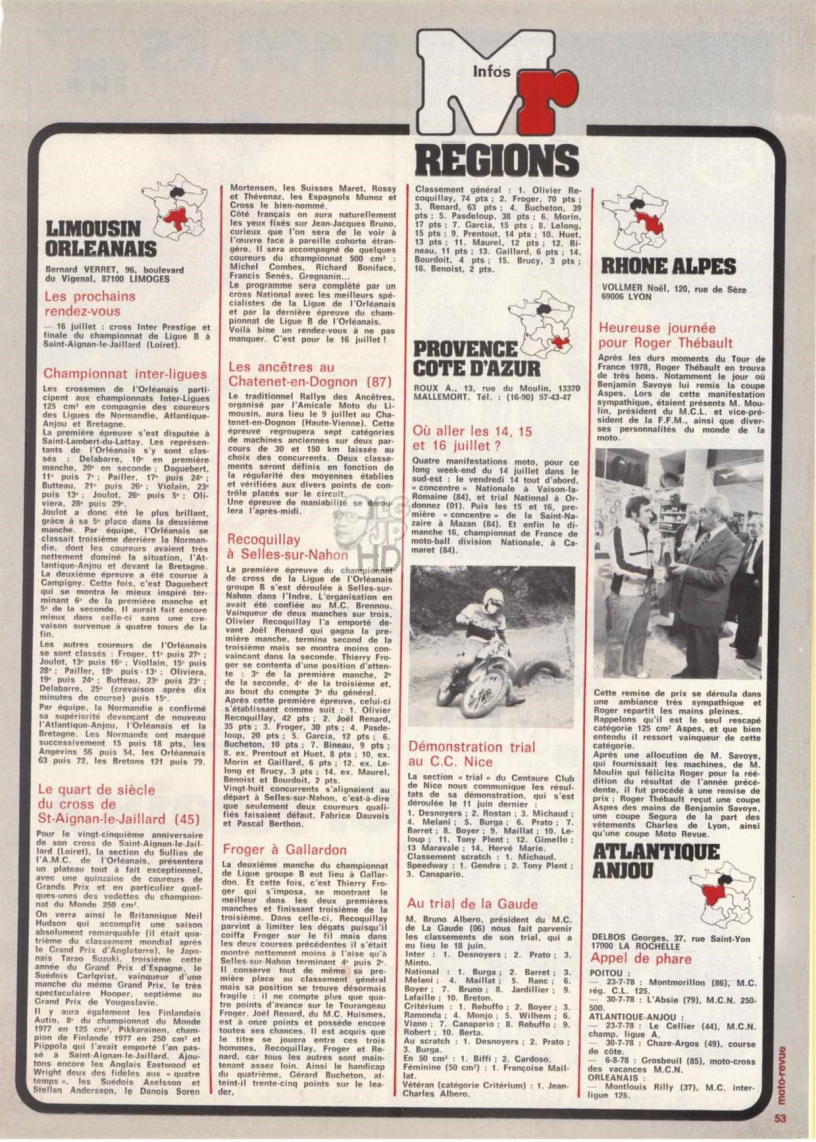 Infos
Mr
REGIONS
LIMOUSIN
ORLEANAIS
Bernard VERRET, 96, boulevard
du Vigenal, 87100 LIMOGES
Les prochains
rendez-vous
— 16 juillet : cross Inter Prestige et
finale du championnat de Ligue B à
Saint-Aignan-le-Jaillard (Loiret).
Championnat inter-ligues
Les crossmen de l'Orléanais parti-
cipent aux championnats Inter-Ligues
125 cm³ en compagnie des coureurs
des Ligues de Normandie, Atlantique-
Anjou et Bretagne.
La première épreuve s'est disputée à
Saint-Lambert-du-Lattay. Les représen-
tants de l'Orléanais s'y sont clas-
sés : Delabarre, 10e en première
manche, 20e en seconde ; Daguebert,
11e puis 7e ; Pailler, 17e puis 24e ;
Butteau, 21e puis 26e ; Violain, 23e
puis 13e ; Joulot, 26e puis 5e ; Oli-
viera, 28e puis 29e.
Joulot a donc été le plus brillant,
grâce à sa 5e place dans la deuxième
manche. Par équipe, l'Orléanais se
classait troisième derrière la Norman-
die, dont les coureurs avaient très
nettement dominé la situation, l'At-
lantique-Anjou et devant la Bretagne.
La deuxième épreuve a été courue à
Campigny. Cette fois, c'est Daguebert
qui se montra le mieux inspiré ter-
minant 6e de la première manche et
5e de la seconde. Il aurait fait encore
mieux dans celle-ci sans une cre-
vaison survenue à quatre tours de la
fin.
Les autres coureurs de l'Orléanais
se sont classés : Froger, 11e puis 27e ;
Joulot, 13e puis 16e ; Viollain, 15e puis
28e ; Pailler, 18e puis 13e ; Oliviera,
19e puis 24e ; Butteau, 23e puis 23e ;
Delabarre, 25e (crevaison après dix
minutes de course) puis 15e.
Par équipe, la Normandie a confirmé
sa supériorité devançant de nouveau
l'Atlantique-Anjou, l'Orléanais et la
Bretagne. Les Normands ont marqué
successivement 15 puis 18 pts, les
Angevins 56 puis 54, les Orléannais
63 puis 72, les Bretons 121 puis 79.
Le quart de siècle
du cross de
St-Aignan-le-Jaillard (45)
Pour le vingt-cinquième anniversaire
de son cross de Saint-Aignan-le-Jail-
lard (Loiret), la section du Sullias de
l'A.M.C. de l'Orléanais, présentera
un plateau tout à fait exceptionnel,
avec une quinzaine de coureurs de
Grands Prix et en particulier quel-
ques-unes des vedettes du champion-
nat du Monde 250 cm³.
On verra ainsi le Britannique Neil
Hudson qui accomplit une saison
absolument remarquable (il était qua-
trième du classement mondial après
le Grand Prix d'Angleterre), le Japo-
nais Tarao Suzuki, troisième cette
année du Grand Prix d'Espagne, le
Suédois Carlqvist, vainqueur d'une
manche du même Grand Prix, le très
spectaculaire Hooper, septième au
Grand Prix de Yougoslavie.
Il y aura également les Finlandais
Autio, 8e du championnat du Monde
1977 en 125 cm³, Pikkarainen, cham-
pion de Finlande 1977 en 250 cm³ et
Piippola qui l'avait emporté l'an pas-
sé à Saint-Aignan-le-Jaillard. Ajou-
tons encore les Anglais Eastwood et
Wright deux des fidèles aux « quatre
temps », les Suédois Axelsson et
Stellan Andersson, le Danois Soren
Mortensen, les Suisses Maret, Rossy
et Thévenaz, les Espagnols Munoz et
Cross le bien-nommé.
Côté français on aura naturellement
les yeux fixés sur Jean-Jacques Bruno,
curieux que l'on sera de le voir à
l'œuvre face à pareille cohorte étran-
gère. Il sera accompagné de quelques
coureurs du championnat 500 cm³ :
Michel Combes, Richard Boniface,
Francis Senés, Gregnanin...
Le programme sera complété par un
cross National avec les meilleurs spé-
cialistes de la Ligue de l'Orléanais
et par la dernière épreuve du cham-
pionnat de Ligue B de l'Orléanais.
Voilà bine un rendez-vous à ne pas
manquer. C'est pour le 16 juillet !
Les ancêtres au
Chatenet-en-Dognon (87)
Le traditionnel Rallye des Ancêtres,
organisé par l'Amicale Moto du Li-
mousin, aura lieu le 9 juillet au Cha-
tenet-en-Dognon (Haute-Vienne). Cette
épreuve regroupera sept catégories
de machines anciennes sur deux par-
cours de 30 et 150 km laissés au
choix des concurrents. Deux classe-
ments seront définis en fonction de
la régularité des moyennes établies
et vérifiées aux divers points de con-
trôle placés sur le circuit.
Une épreuve de maniabilité se dérou-
lera l'après-midi.
Recoquillay
à Selles-sur-Nahon
La première épreuve du championnat
de cross de la Ligue de l'Orléanais
groupe B s'est déroulée à Selles-sur-
Nahon dans l'Indre. L'organisation en
avait été confiée au M.C. Brennou.
Vainqueur de deux manches sur trois,
Olivier Recoquillay l'a emporté de-
vant Joël Renard qui gagna la pre-
mière manche, termina second de la
troisième mais se montra moins con-
vaincant dans la seconde. Thierry Fro-
ger se contenta d'une position d'atten-
te : 3e de la première manche, 2e
de la seconde, 4e de la troisième et,
au bout du compte 3e du général.
Après cette première épreuve, celui-ci
s'établissant comme suit : 1. Olivier
Recoquillay, 42 pts ; 2. Joël Renard,
35 pts ; 3. Froger, 30 pts ; 4. Pasde-
loup, 20 pts ; 5. Garcia, 12 pts ; 6.
Bucheton, 10 pts ; 7. Bineau, 9 pts ;
8. ex. Prentout et Huet, 8 pts ; 10, ex.
Morin et Gaillard, 6 pts ; 12. ex. Le-
long et Brucy, 3 pts ; 14. ex. Maurel,
Benoist et Bourdoit, 2 pts.
Vingt-huit concurrents s'alignaient au
départ à Selles-sur-Nahon, c'est-à-dire
que seulement deux coureurs quali-
fiés faisaient défaut, Fabrice Dauvois
et Pascal Berthon.
Froger à Gallardon
La deuxième manche du championnat
de Ligue groupe B eut lieu à Gallar-
don. Et cette fois, c'est Thierry Fro-
ger qui s'imposa, se montrant le
meilleur dans les deux premières
manches et finissant troisième de la
troisième. Dans celle-ci, Recoquillay
parvint à limiter les dégats puisqu'il
coiffa Froger sur le fil mais dans
les deux courses précédentes il s'était
montré nettement moins à l'aise qu'à
Selles-sur-Nahon terminant 4e puis 2e.
Il conserve tout de même sa pre-
mière place au classement général
mais sa position se trouve désormais
fragile : il ne compte plus que qua-
tre points d'avance sur le Tourangeau
Froger. Joël Renard, du M.C. Huismes,
est à onze points et possède encore
toutes ses chances. Il est acquis que
le titre se jouera entre ces trois
hommes, Recoquillay, Froger et Re-
nard, car tous les autres sont main-
tenant assez loin. Ainsi le handicap
du quatrième, Gérard Bucheton, at-
teint-il trente-cinq points sur le lea-
der.
Classement général : 1. Olivier Re-
coquillay, 74 pts ; 2. Froger, 70 pts ;
3, Renard, 63 pts ; 4. Bucheton, 39
pts ; 5. Pasdeloup, 38 pts ; 6. Morin,
17 pts ; 7. Garcia, 15 pts ; 8. Lelong,
15 pts ; 9. Prentout, 14 pts ; 10. Huet,
13 pts ; 11. Maurel, 12 pts ; 12. Bi-
neau, 11 pts ; 13. Gaillard, 6 pts ; 14.
Bourdoit, 4 pts ; 15. Brucy, 3 pts ;
16. Benoist, 2 pts.
PROVENCE
COTE D'AZUR
ROUX A., 13, rue du Moulin, 13370
MALLEMORT. Tél. : (16-90) 57-43-47
Où aller les 14, 15
et 16 juillet ?
Quatre manifestations moto, pour ce
long week-end du 14 juillet dans le
sud-est : le vendredi 14 tout d'abord,
« concentre » Nationale à Vaison-la-
Romaine (84), et trial National à Or-
donnez (01). Puis les 15 et 16, pre-
mière « concentre » de la Saint-Na-
zaire à Mazan (84). Et enfin le di-
manche 16, championnat de France de
moto-ball division Nationale, à Ca-
maret (84).
Démonstration trial
au C.C. Nice
La section « trial » du Centaure Club
de Nice nous communique les résul-
tats de sa démonstration, qui s'est
déroulée le 11 juin dernier :
1. Desnoyers ; 2. Rostan ; 3. Michaud ;
4. Melani ; 5. Burga ; 6. Prato ; 7.
Barret ; 8. Boyer ; 9. Maillat ; 10. Le-
loup ; 11. Tony Plent ; 12. Gimello ;
13 Maravale ; 14. Hervé Marie.
Classement scratch : 1. Michaud.
Speedway : 1. Gendre ; 2. Tony Plent ;
3. Canapario.
Au trial de la Gaude
M. Bruno Albero, président du M.C.
de La Gaude (06) nous fait parvenir
les classements de son trial, qui a
eu lieu le 18 juin.
Inter : 1. Desnoyers ; 2. Prato ; 3.
Minto.
National : 1. Burga ; 2. Barret ; 3.
Melani ; 4. Maillat ; 5. Ranc ; 6.
Boyer ; 7. Bruno ; 8. Jardillier ; 9.
Lafaille ; 10. Breton.
Critérium : 1. Rebuffo ; 2. Boyer ; 3.
Ramonda ; 4. Monjo ; 5. Wilhem ; 6.
Viano ; 7. Canapario ; 8. Rebuffo ; 9.
Robert ; 10. Berta.
Au scratch : 1. Desnoyers ; 2. Prato ;
3. Burga.
En 50 cm³ : 1. Biffi ; 2. Cardoso.
Féminine (50 cm³) : 1. Françoise Mail-
lat.
Vétéran (catégorie Critérium) : 1. Jean-
Charles Albero.
RHONE ALPES
VOLLMER Noël, 120, rue de Sèze
69006 LYON
Heureuse journée
pour Roger Thébault
Après les durs moments du Tour de
France 1978, Roger Thébault en trouva
de très bons. Notamment le jour où
Benjamin Savoye lui remis la coupe
Aspes. Lors de cette manifestation
sympathique, étaient présents M. Mou-
lin, président du M.C.L. et vice-pré-
sident de la F.F.M., ainsi que diver-
ses personnalités du monde de la
moto.
Cette remise de prix se déroula dans
une ambiance très sympathique et
Roger repartit les mains pleines.
Rappelons qu'il est le seul rescapé
catégorie 125 cm³ Aspes, et que bien
entendu il ressort vainqueur de cette
catégorie.
Après une allocution de M. Savoye,
qui fournissait les machines, de M.
Moulin qui félicita Roger pour la réé-
dition du résultat de l'année précé-
dente, il fut procédé à une remise de
prix ; Roger Thébault reçut une coupe
Aspes des mains de Benjamin Savoye,
une coupe Segura de la part des
vêtements Charles de Lyon, ainsi
qu'une coupe Moto Revue.
ATLANTIQUE
ANJOU
DELBOS Georges, 37, rue Saint-Yon
17000 LA ROCHELLE
Appel de phare
POITOU :
— 23-7-78 : Montmorillon (86), M.C.
rég. C.L. 125.
— 30-7-78 : L'Absie (79), M.C.N. 250-
500.
ATLANTIQUE-ANJOU :
— 23-7-78 : Le Cellier (44), M.C.N.
champ. ligue A.
— 30-7-78 : Chaze-Argos (49), course
de côte.
— 6-8-78 : Grosbeuil (85), moto-cross
des vacances M.C.N.
ORLEANAIS :
— Montlouis Rilly (37), M.C. inter-
ligue 125.
moto-revue
53